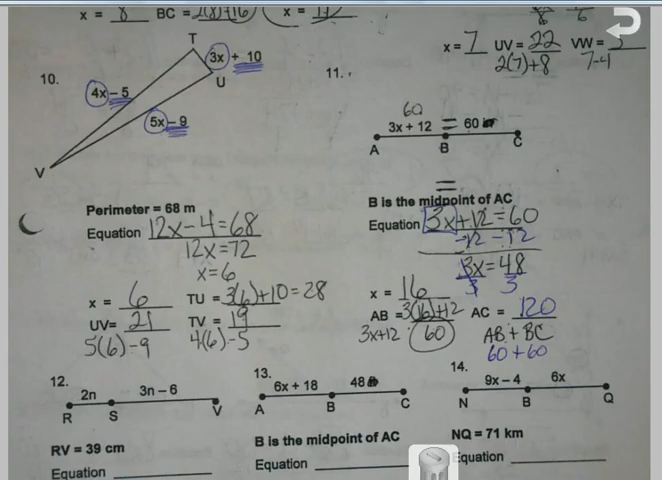 x = 8 BC = 2(8)+16 x = 17
x = 7 UV = 22 VW =
2(7)+8 7-4
10.
T
3x + 10
U
4x - 5
5x - 9
V
Perimeter = 68 m
Equation 12x-4=68
12x=72
x=6
x = 6 TU = 3(6)+10=28
UV= 21 TV = 19
5(6)-9 4(6)-5
11.
60
3x + 12 = 60
A B C
=
B is the midpoint of AC
Equation 3x+12=60
-12 -12
3x=48
3 3
x = 16
AB = 3(16)+12 AC = 120
3x+12 60 AB+BC
60+60
12.
2n 3n - 6
R S V
RV = 39 cm
Equation
13.
6x + 18 48
A B C
B is the midpoint of AC
Equation
14.
9x - 4 6x
N B Q
NQ = 71 km
Equation